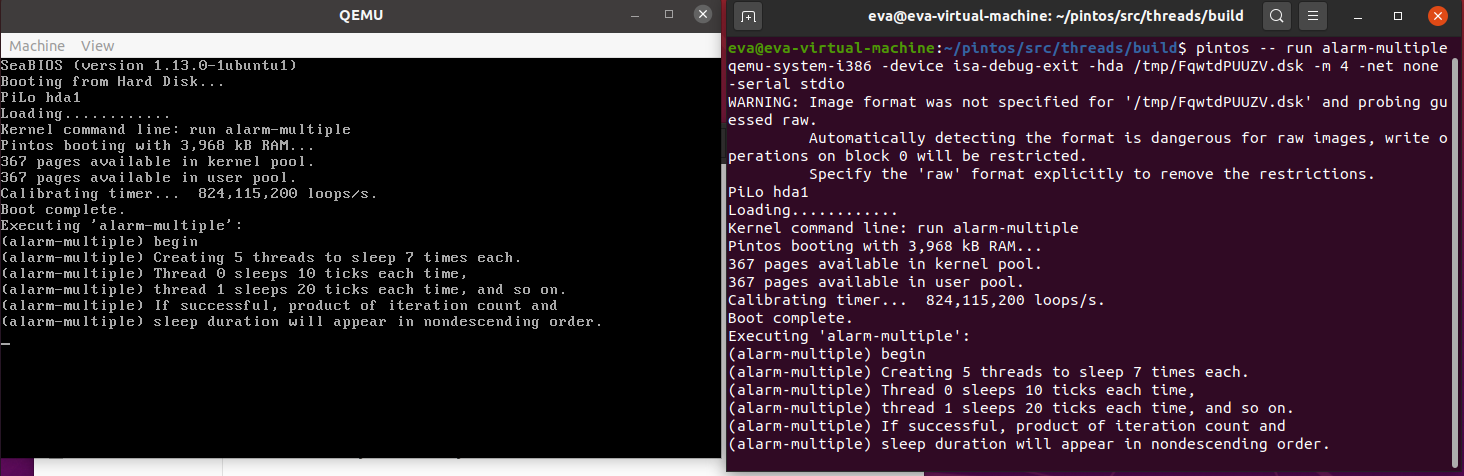 QEMU
Machine View
SeaBIOS (version 1.13.0-1ubuntu1)
Booting from Hard Disk...
PiLo hda1
Loading............
Kernel command line: run alarm-multiple
Pintos booting with 3,968 kB RAM...
367 pages available in kernel pool.
367 pages available in user pool.
Calibrating timer...  824,115,200 loops/s.
Boot complete.
Executing 'alarm-multiple':
(alarm-multiple) begin
(alarm-multiple) Creating 5 threads to sleep 7 times each.
(alarm-multiple) Thread 0 sleeps 10 ticks each time,
(alarm-multiple) thread 1 sleeps 20 ticks each time, and so on.
(alarm-multiple) If successful, product of iteration count and
(alarm-multiple) sleep duration will appear in nondescending order.
eva@eva-virtual-machine: ~/pintos/src/threads/build
eva@eva-virtual-machine:~/pintos/src/threads/build$ pintos -- run alarm-multiple
qemu-system-i386 -device isa-debug-exit -hda /tmp/FqwtdPUUZV.dsk -m 4 -net none
-serial stdio
WARNING: Image format was not specified for '/tmp/FqwtdPUUZV.dsk' and probing gu
essed raw.
Automatically detecting the format is dangerous for raw images, write o
perations on block 0 will be restricted.
Specify the 'raw' format explicitly to remove the restrictions.
PiLo hda1
Loading............
Kernel command line: run alarm-multiple
Pintos booting with 3,968 kB RAM...
367 pages available in kernel pool.
367 pages available in user pool.
Calibrating timer...  824,115,200 loops/s.
Boot complete.
Executing 'alarm-multiple':
(alarm-multiple) begin
(alarm-multiple) Creating 5 threads to sleep 7 times each.
(alarm-multiple) Thread 0 sleeps 10 ticks each time,
(alarm-multiple) thread 1 sleeps 20 ticks each time, and so on.
(alarm-multiple) If successful, product of iteration count and
(alarm-multiple) sleep duration will appear in nondescending order.